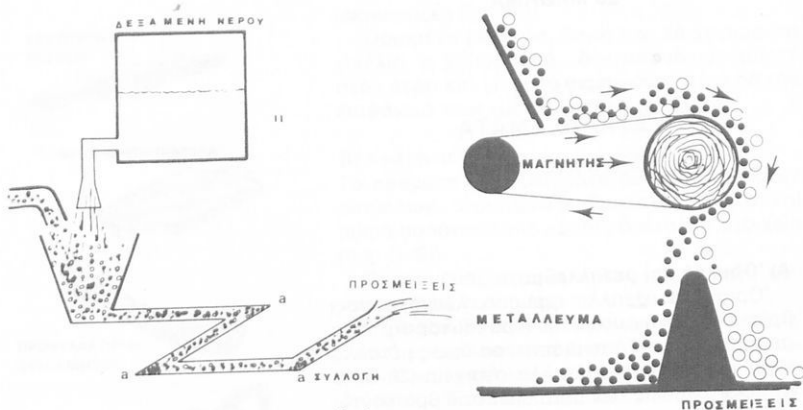 ΔΕΞΑΜΕΝΗ ΝΕΡΟΥ
ΜΑΓΝΗΤΗΣ
ΠΡΟΣΜΕΙΞΕΙΣ
ΜΕΤΑΛΛΕΥΜΑ
a
a
a ΣΥΛΛΟΓΗ
ΠΡΟΣΜΕΙΞΕΙΣ